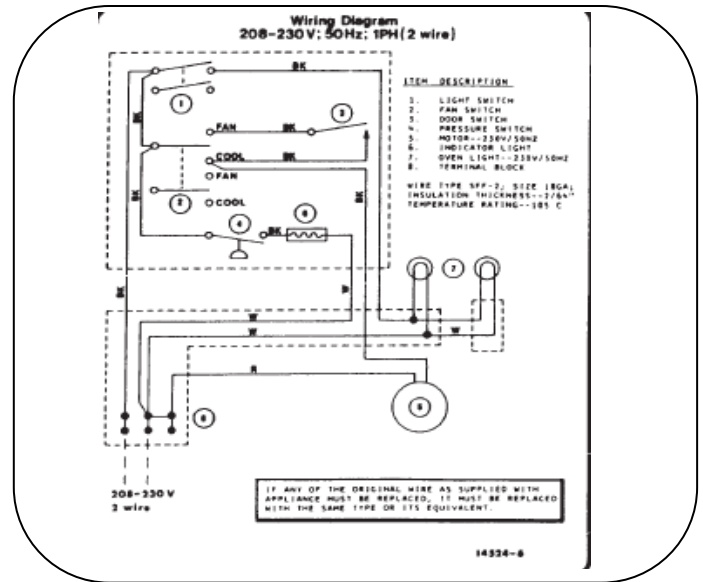 Wiring Diagram
208-230V; 50Hz; 1PH(2 wire)
BK
ITEM DESCRIPTION
1. LIGHT SWITCH
2. FAN SWITCH
3. DOOR SWITCH
4. PRESSURE SWITCH
5. MOTOR--230V/50HZ
6. INDICATOR LIGHT
7. OVEN LIGHT--230V/50HZ
8. TERMINAL BLOCK
WIRE TYPE SFF-2; SIZE 18GA;
INSULATION THICKNESS--2/64"
TEMPERATURE RATING--105 C
1
BK
3
FAN BK
COOL BK
FAN
BK
BK
2
COOL
4
BK
6
7
BK
W
W
W
W
R
5
8
208-230V
2 wire
IF ANY OF THE ORIGINAL WIRE AS SUPPLIED WITH
APPLIANCE MUST BE REPLACED, IT MUST BE REPLACED
WITH THE SAME TYPE OR ITS EQUIVALENT.
14524-6